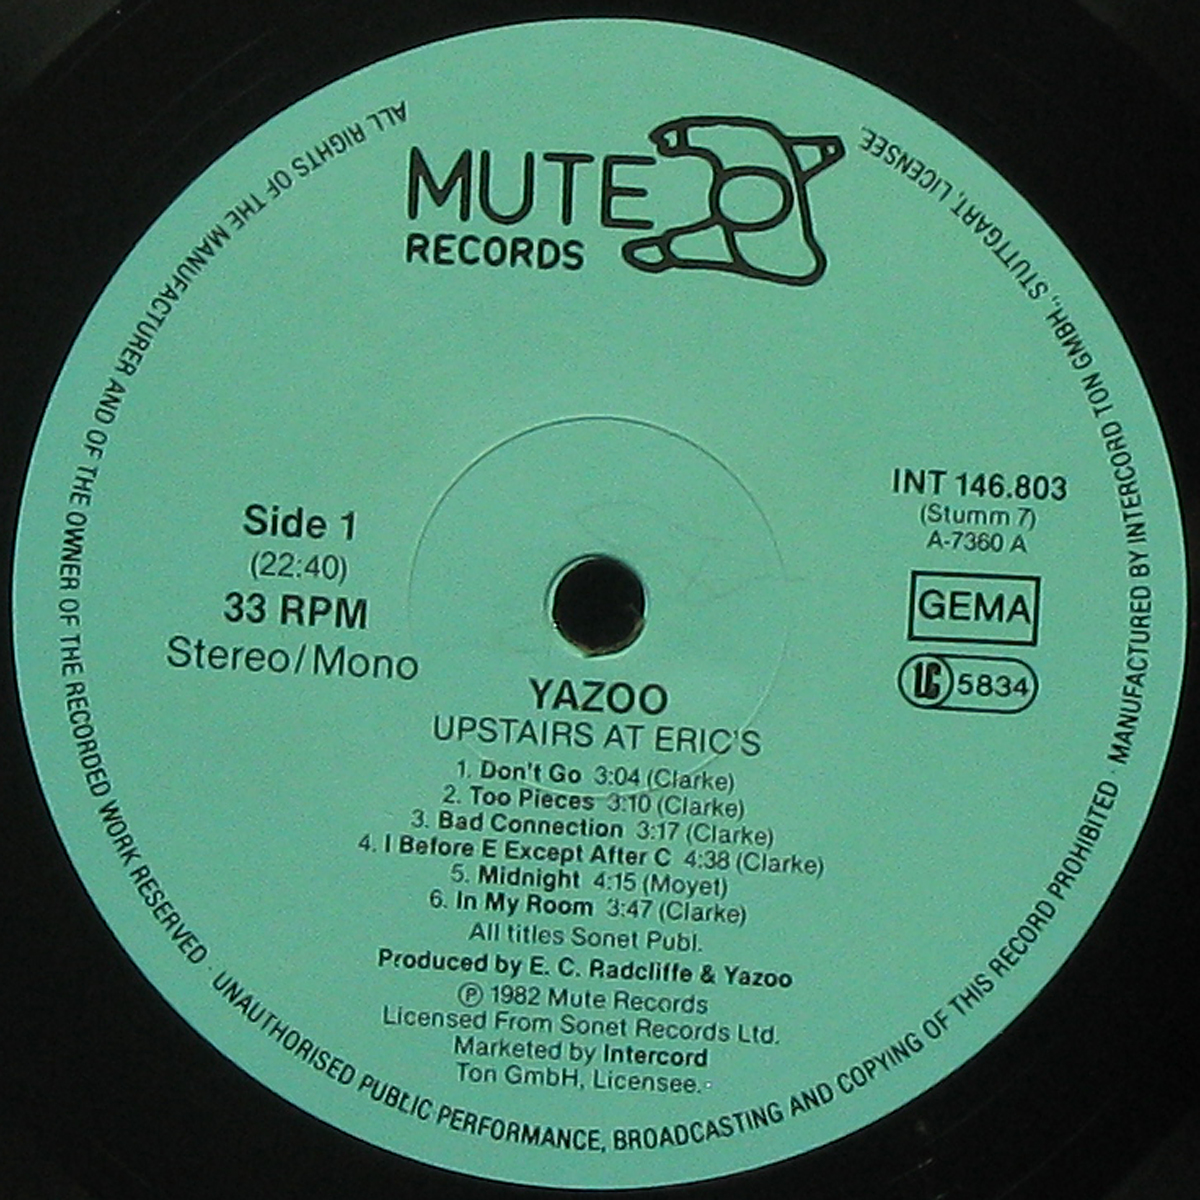 MUTE
RECORDS
Side 1
(22:40)
33 RPM
Stereo/Mono
INT 146.803
(Stumm 7)
A-7360 A
GEMA
LC 5834
YAZOO
UPSTAIRS AT ERIC'S
1. Don't Go 3:04 (Clarke)
2. Too Pieces 3:10 (Clarke)
3. Bad Connection 3:17 (Clarke)
4. I Before E Except After C 4:38 (Clarke)
5. Midnight 4:15 (Moyet)
6. In My Room 3:47 (Clarke)
All titles Sonet Publ.
Produced by E. C. Radcliffe & Yazoo
Ⓟ 1982 Mute Records
Licensed From Sonet Records Ltd.
Marketed by Intercord
Ton GmbH, Licensee.
ALL RIGHTS OF THE MANUFACTURER AND OF THE OWNER OF THE RECORDED WORK RESERVED · UNAUTHORISED PUBLIC PERFORMANCE, BROADCASTING AND COPYING OF THIS RECORD PROHIBITED · MANUFACTURED BY INTERCORD TON GMBH., STUTTGART, LICENSEE.